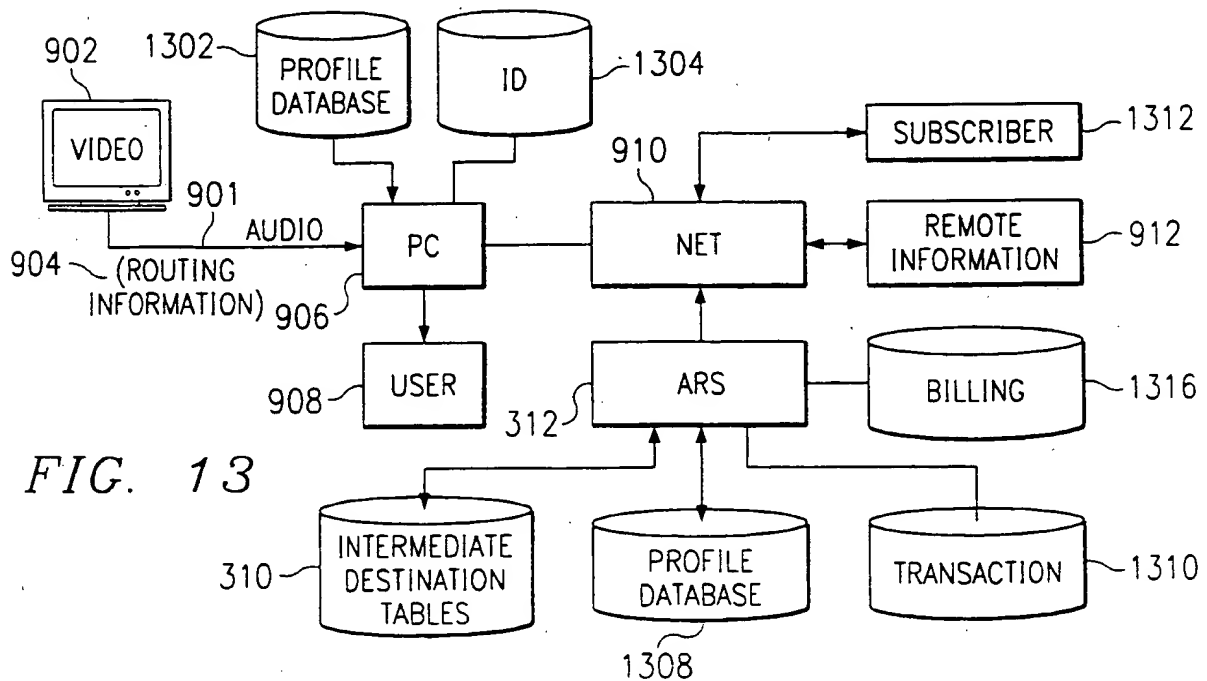 902
1302
PROFILE
DATABASE
ID
1304
VIDEO
901
AUDIO
904
(ROUTING
INFORMATION)
906
PC
910
NET
SUBSCRIBER
1312
REMOTE
INFORMATION
912
USER
908
ARS
312
BILLING
1316
FIG. 13
310
INTERMEDIATE
DESTINATION
TABLES
PROFILE
DATABASE
1308
TRANSACTION
1310